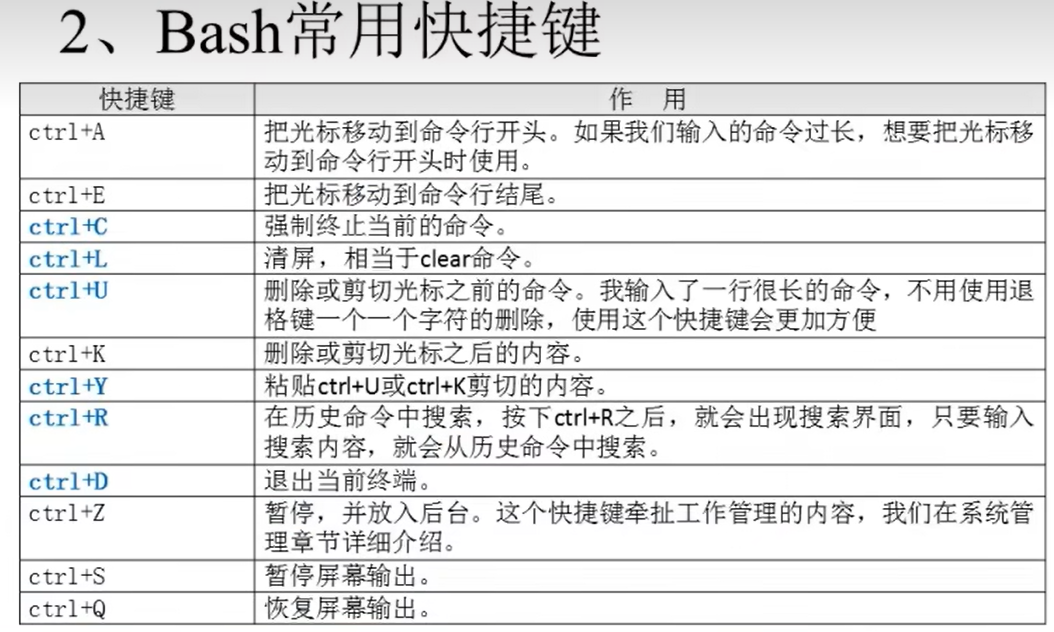 2、Bash常用快捷键
快捷键 作 用
ctrl+A 把光标移动到命令行开头。如果我们输入的命令过长，想要把光标移
动到命令行开头时使用。
ctrl+E 把光标移动到命令行结尾。
ctrl+C 强制终止当前的命令。
ctrl+L 清屏，相当于clear命令。
ctrl+U 删除或剪切光标之前的命令。我输入了一行很长的命令，不用使用退
格键一个一个字符的删除，使用这个快捷键会更加方便
ctrl+K 删除或剪切光标之后的内容。
ctrl+Y 粘贴ctrl+U或ctrl+K剪切的内容。
ctrl+R 在历史命令中搜索，按下ctrl+R之后，就会出现搜索界面，只要输入
搜索内容，就会从历史命令中搜索。
ctrl+D 退出当前终端。
ctrl+Z 暂停，并放入后台。这个快捷键牵扯工作管理的内容，我们在系统管
理章节详细介绍。
ctrl+S 暂停屏幕输出。
ctrl+Q 恢复屏幕输出。